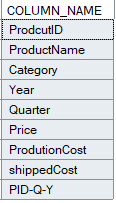 COLUMN_NAME
ProdcutID
ProductName
Category
Year
Quarter
Price
ProdutionCost
shippedCost
PID-Q-Y